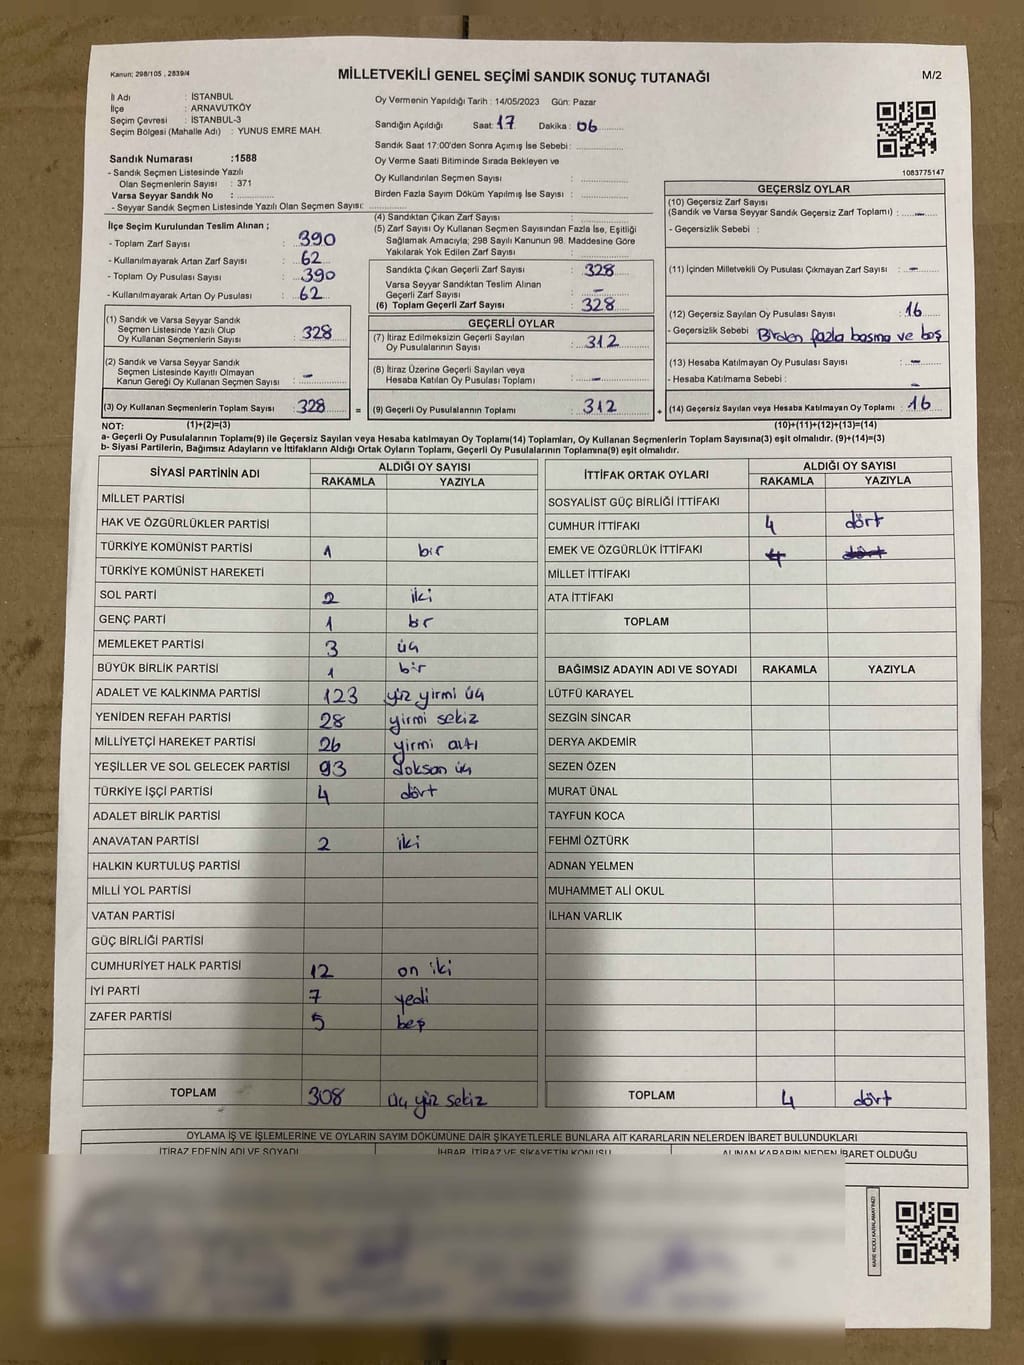 Kanun: 298/105 , 2839/4
MİLLETVEKİLİ GENEL SEÇİMİ SANDIK SONUÇ TUTANAĞI
M/2
İl Adı : İSTANBUL
İlçe : ARNAVUTKÖY
Seçim Çevresi : İSTANBUL-3
Seçim Bölgesi (Mahalle Adı) : YUNUS EMRE MAH.
Sandık Numarası :1588
- Sandık Seçmen Listesinde Yazılı
Olan Seçmenlerin Sayısı : 371
Varsa Seyyar Sandık No :
- Seyyar Sandık Seçmen Listesinde Yazılı Olan Seçmen Sayısı:
Oy Vermenin Yapıldığı Tarih : 14/05/2023 Gün: Pazar
Sandığın Açıldığı Saat: 17 Dakika : 06
Sandık Saat 17:00'den Sonra Açımış İse Sebebi :
Oy Verme Saati Bitiminde Sırada Bekleyen ve
Oy Kullandırılan Seçmen Sayısı :
Birden Fazla Sayım Döküm Yapılmış İse Sayısı :
1083775147
İlçe Seçim Kurulundan Teslim Alınan ;
- Toplam Zarf Sayısı : 390
- Kullanılmayarak Artan Zarf Sayısı : 62
- Toplam Oy Pusulası Sayısı : 390
- Kullanılmayarak Artan Oy Pusulası : 62
(1) Sandık ve Varsa Seyyar Sandık
Seçmen Listesinde Yazılı Olup
Oy Kullanan Seçmenlerin Sayısı : 328
(2) Sandık ve Varsa Seyyar Sandık
Seçmen Listesinde Kayıtlı Olmayan
Kanun Gereği Oy Kullanan Seçmen Sayısı : -
(3) Oy Kullanan Seçmenlerin Toplam Sayısı : 328 =
(4) Sandıktan Çıkan Zarf Sayısı :
(5) Zarf Sayısı Oy Kullanan Seçmen Sayısından Fazla İse, Eşitliği
Sağlamak Amacıyla; 298 Sayılı Kanunun 98. Maddesine Göre
Yakılarak Yok Edilen Zarf Sayısı :
Sandıkta Çıkan Geçerli Zarf Sayısı : 328
Varsa Seyyar Sandıktan Teslim Alınan
Geçerli Zarf Sayısı : -
(6) Toplam Geçerli Zarf Sayısı : 328
GEÇERLİ OYLAR
(7) İtiraz Edilmeksizin Geçerli Sayılan
Oy Pusulalarının Sayısı : 312
(8) İtiraz Üzerine Geçerli Sayılan veya
Hesaba Katılan Oy Pusulası Toplamı : -
(9) Geçerli Oy Pusulalarının Toplamı : 312 +
GEÇERSİZ OYLAR
(10) Geçersiz Zarf Sayısı
(Sandık ve Varsa Seyyar Sandık Geçersiz Zarf Toplamı) : -
- Geçersizlik Sebebi :
(11) İçinden Milletvekili Oy Pusulası Çıkmayan Zarf Sayısı : -
(12) Geçersiz Sayılan Oy Pusulası Sayısı : 16
- Geçersizlik Sebebi : Birden fazla basma ve boş
(13) Hesaba Katılmayan Oy Pusulası Sayısı : -
- Hesaba Katılmama Sebebi : -
(14) Geçersiz Sayılan veya Hesaba Katılmayan Oy Toplamı : 16
NOT: (1)+(2)=(3)
(10)+(11)+(12)+(13)=(14)
a- Geçerli Oy Pusulalarının Toplamı(9) ile Geçersiz Sayılan veya Hesaba katılmayan Oy Toplamı(14) Toplamları, Oy Kullanan Seçmenlerin Toplam Sayısına(3) eşit olmalıdır. (9)+(14)=(3)
b- Siyasi Partilerin, Bağımsız Adayların ve İttifakların Aldığı Ortak Oyların Toplamı, Geçerli Oy Pusulalarının Toplamına(9) eşit olmalıdır.
SİYASİ PARTİNİN ADI ALDIĞI OY SAYISI
RAKAMLA YAZIYLA
MİLLET PARTİSİ
HAK VE ÖZGÜRLÜKLER PARTİSİ
TÜRKİYE KOMÜNİST PARTİSİ 1 bir
TÜRKİYE KOMÜNİST HAREKETİ
SOL PARTİ 2 iki
GENÇ PARTİ 1 bir
MEMLEKET PARTİSİ 3 üç
BÜYÜK BİRLİK PARTİSİ 1 bir
ADALET VE KALKINMA PARTİSİ 123 yüz yirmi üç
YENİDEN REFAH PARTİSİ 28 yirmi sekiz
MİLLİYETÇİ HAREKET PARTİSİ 26 yirmi altı
YEŞİLLER VE SOL GELECEK PARTİSİ 93 doksan üç
TÜRKİYE İŞÇİ PARTİSİ 4 dört
ADALET BİRLİK PARTİSİ
ANAVATAN PARTİSİ 2 iki
HALKIN KURTULUŞ PARTİSİ
MİLLİ YOL PARTİSİ
VATAN PARTİSİ
GÜÇ BİRLİĞİ PARTİSİ
CUMHURİYET HALK PARTİSİ 12 on iki
İYİ PARTİ 7 yedi
ZAFER PARTİSİ 5 beş
TOPLAM 308 üç yüz sekiz
İTTİFAK ORTAK OYLARI ALDIĞI OY SAYISI
RAKAMLA YAZIYLA
SOSYALİST GÜÇ BİRLİĞİ İTTİFAKI
CUMHUR İTTİFAKI 4 dört
EMEK VE ÖZGÜRLÜK İTTİFAKI 4 dört
MİLLET İTTİFAKI
ATA İTTİFAKI
TOPLAM
BAĞIMSIZ ADAYIN ADI VE SOYADI RAKAMLA YAZIYLA
LÜTFÜ KARAYEL
SEZGİN SİNCAR
DERYA AKDEMİR
SEZEN ÖZEN
MURAT ÜNAL
TAYFUN KOCA
FEHMİ ÖZTÜRK
ADNAN YELMEN
MUHAMMET ALİ OKUL
İLHAN VARLIK
TOPLAM 4 dört
OYLAMA İŞ VE İŞLEMLERİNE VE OYLARIN SAYIM DÖKÜMÜNE DAİR ŞİKAYETLERLE BUNLARA AİT KARARLARIN NELERDEN İBARET BULUNDUKLARI
İTİRAZ EDENİN ADI VE SOYADI İHBAR, İTİRAZ VE ŞİKAYETİN KONUSU ALINAN KARARIN NEDEN İBARET OLDUĞU
KARE KODU KARALAMAYINIZ!